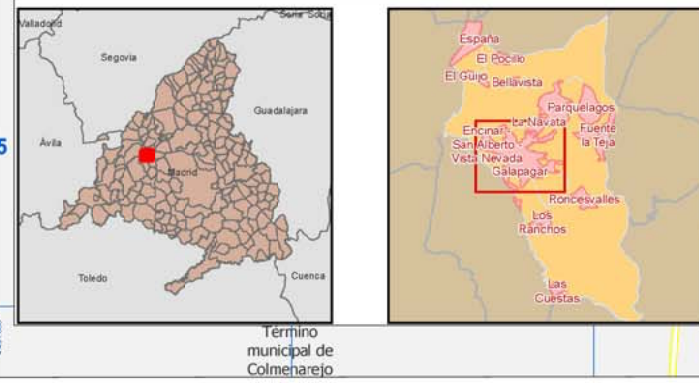 Valladolid
Segovia
Guadalajara
Ávila
Madrid
Toledo
Cuenca
España
El Pocillo
El Guijo
Bellavista
Parquelagos
La Navata
Fuente
la Teja
Encinar
San Alberto
Vista Nevada
Galapagar
Roncesvalles
Los
Ranchos
Las
Cuestas
5
Término
municipal de
Colmenarejo